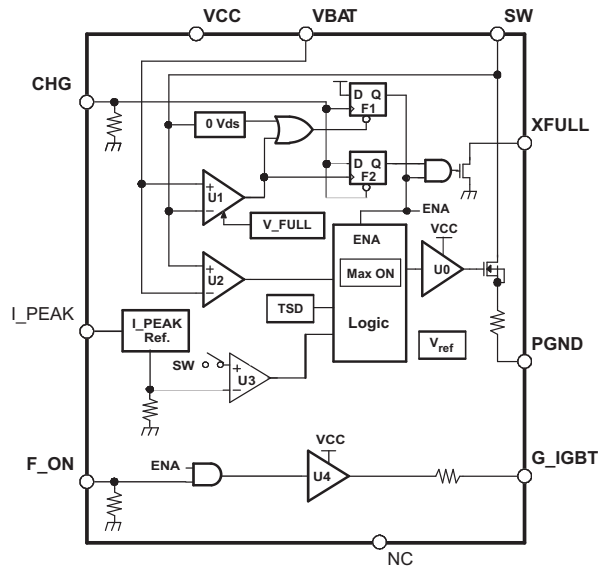 VCC
VBAT
SW
CHG
D Q
F1
0 Vds
XFULL
D Q
F2
+
U1
−
V_FULL
ENA
ENA
VCC
+
U2
−
Max ON
U0
I_PEAK
I_PEAK
Ref.
TSD
Logic
Vref
PGND
SW
+
U3
−
VCC
F_ON
ENA
U4
G_IGBT
NC